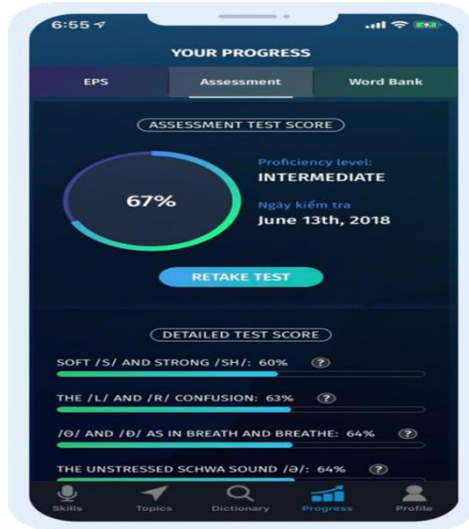 6:55
YOUR PROGRESS
EPS Assessment Word Bank
ASSESSMENT TEST SCORE
67%
Proficiency level:
INTERMEDIATE
Ngày kiểm tra
June 13th, 2018
RETAKE TEST
DETAILED TEST SCORE
SOFT /S/ AND STRONG /SH/: 60% ?
THE /L/ AND /R/ CONFUSION: 63% ?
/Θ/ AND /Ð/ AS IN BREATH AND BREATHE: 64% ?
THE UNSTRESSED SCHWA SOUND /Ə/: 64% ?
Skills Topics Dictionary Progress Profile